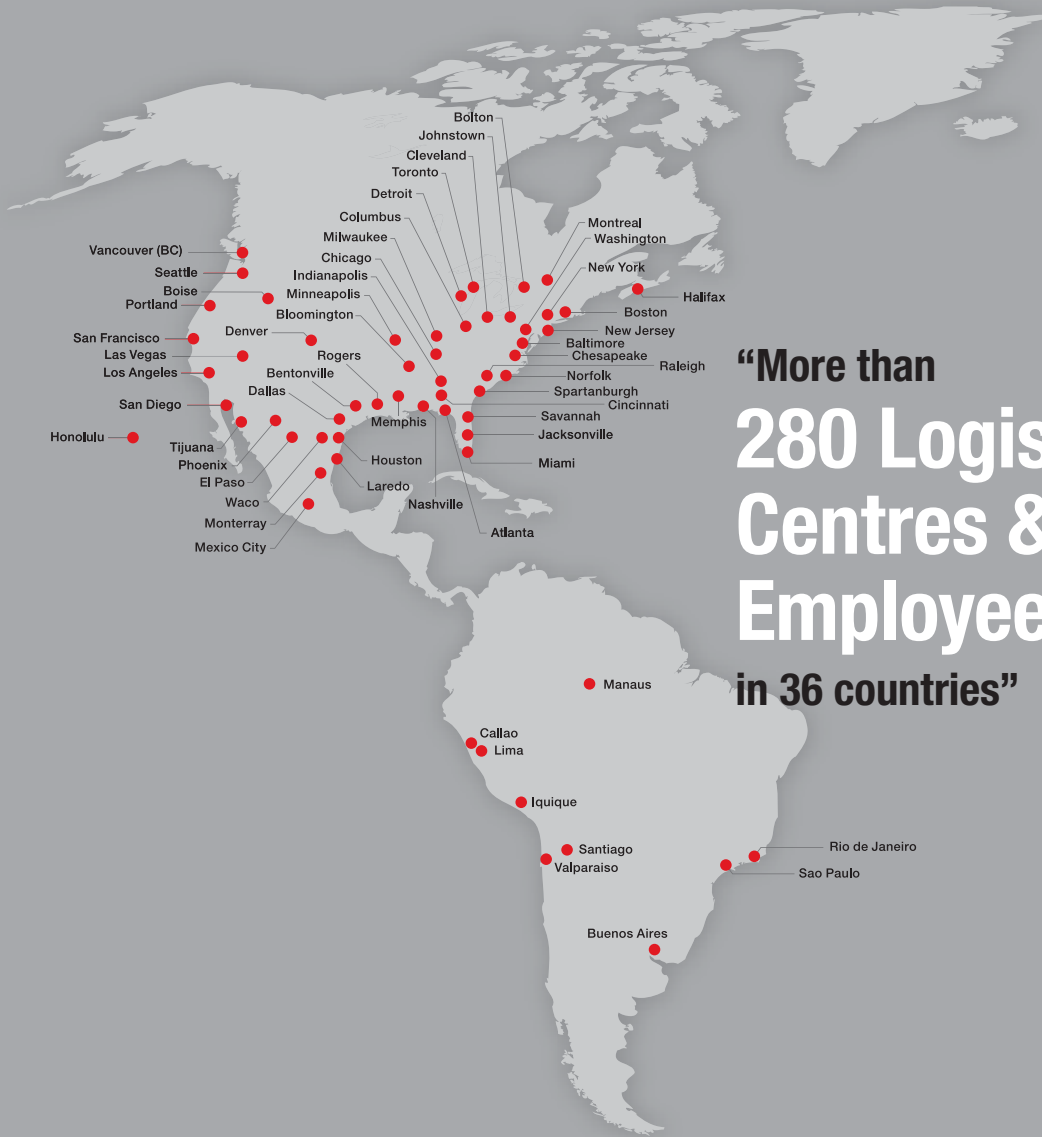 Bolton
Johnstown
Cleveland
Toronto
Detroit
Columbus
Milwaukee
Chicago
Indianapolis
Minneapolis
Bloomington
Montreal
Washington
New York
Halifax
Boston
New Jersey
Baltimore
Chesapeake
Raleigh
Norfolk
Spartanburgh
Cincinnati
Savannah
Jacksonville
Miami
Vancouver (BC)
Seattle
Boise
Portland
San Francisco
Denver
Las Vegas
Rogers
Los Angeles
Bentonville
Dallas
San Diego
Memphis
Honolulu
Tijuana
Phoenix
Houston
El Paso
Laredo
Waco
Nashville
Monterray
Atlanta
Mexico City
“More than
280 Logis
Centres &
Employee
in 36 countries”
Manaus
Callao
Lima
Iquique
Santiago
Valparaiso
Rio de Janeiro
Sao Paulo
Buenos Aires